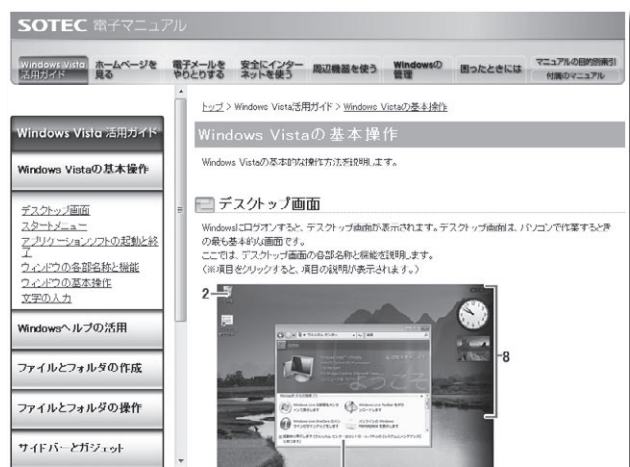 SOTEC 電子マニュアル
Windows Vista
活用ガイド
ホームページを
見る
電子メールを
やりとりする
安全にインター
ネットを使う
周辺機器を使う
Windowsの
管理
困ったときには
マニュアルの目的別索引
付属のマニュアル
Windows Vista 活用ガイド
Windows Vistaの基本操作
デスクトップ画面
スタートメニュー
アプリケーションソフトの起動と終
了
ウィンドウの各部名称と機能
ウィンドウの基本操作
文字の入力
Windowsヘルプの活用
ファイルとフォルダの作成
ファイルとフォルダの操作
サイドバーとガジェット
トップ > Windows Vista活用ガイド > Windows Vistaの基本操作
Windows Vistaの基本操作
Windows Vistaの基本的な操作方法を説明します。
デスクトップ画面
Windowsにログオンすると、デスクトップ画面が表示されます。デスクトップ画面は、パソコンで作業するとき
の最も基本的な画面です。
ここでは、デスクトップ画面の各部名称と機能を説明します。
(※項目をクリックすると、項目の説明が表示されます。)
2
8
ようこそ